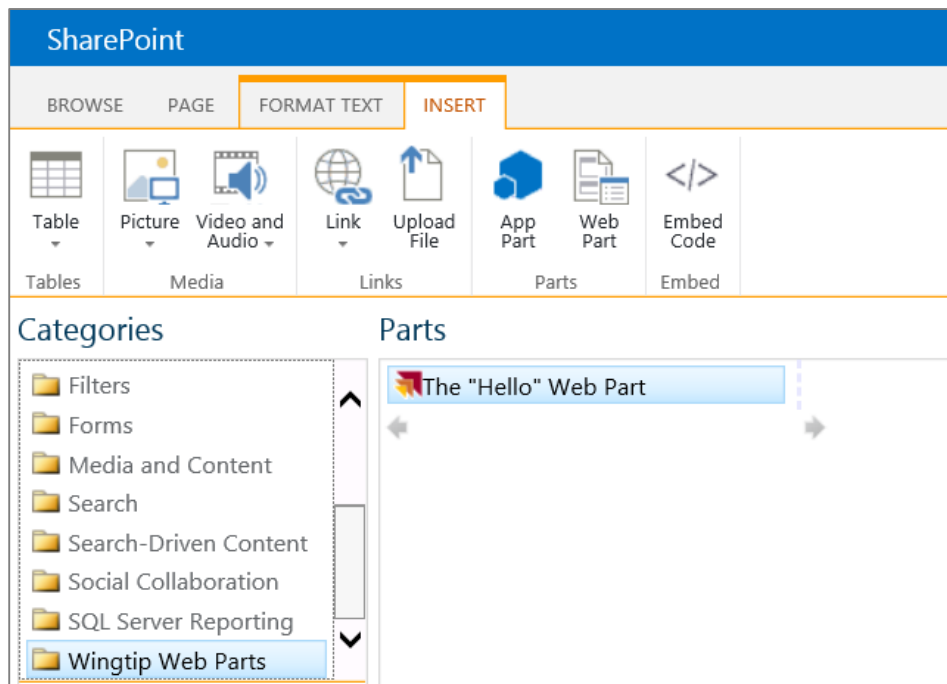 SharePoint
BROWSE PAGE FORMAT TEXT INSERT
Table
Picture
Video and
Audio
Link
Upload
File
App
Part
Web
Part
Embed
Code
Tables Media Links Parts Embed
Categories
Filters
Forms
Media and Content
Search
Search-Driven Content
Social Collaboration
SQL Server Reporting
Wingtip Web Parts
Parts
The "Hello" Web Part